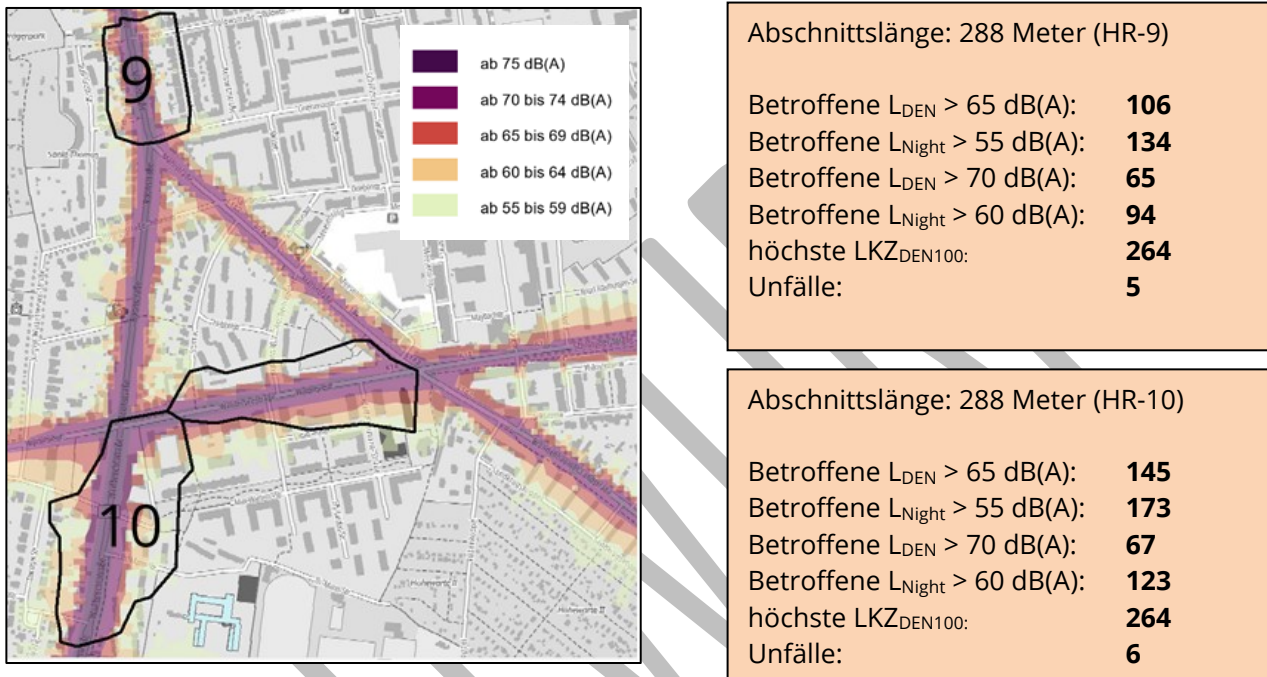 9
10
ab 75 dB(A)
ab 70 bis 74 dB(A)
ab 65 bis 69 dB(A)
ab 60 bis 64 dB(A)
ab 55 bis 59 dB(A)
Abschnittslänge: 288 Meter (HR-9)
Betroffene LDEN > 65 dB(A): 106
Betroffene LNight > 55 dB(A): 134
Betroffene LDEN > 70 dB(A): 65
Betroffene LNight > 60 dB(A): 94
höchste LKZDEN100: 264
Unfälle: 5
Abschnittslänge: 288 Meter (HR-10)
Betroffene LDEN > 65 dB(A): 145
Betroffene LNight > 55 dB(A): 173
Betroffene LDEN > 70 dB(A): 67
Betroffene LNight > 60 dB(A): 123
höchste LKZDEN100: 264
Unfälle: 6